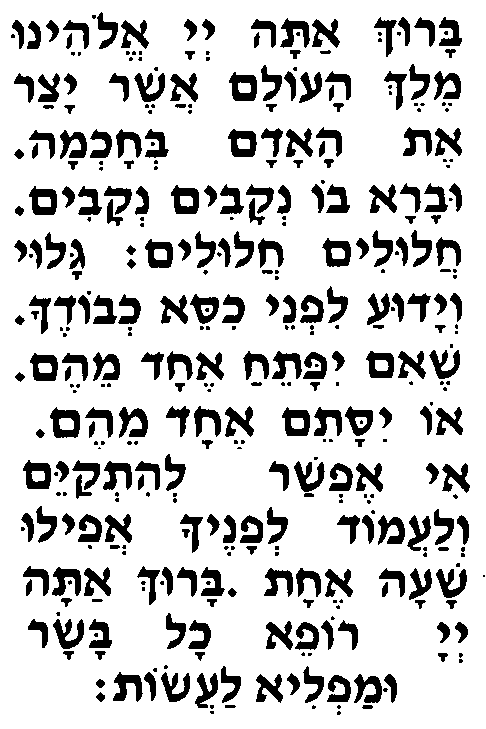 בָּרוּךְ אַתָּה יְיָ אֱלֹהֵינוּ
מֶלֶךְ הָעוֹלָם אֲשֶׁר יָצַר
אֶת הָאָדָם בְּחָכְמָה.
וּבָרָא בוֹ נְקָבִים נְקָבִים.
חֲלוּלִים חֲלוּלִים: גָּלוּי
וְיָדוּעַ לִפְנֵי כִסֵּא כְבוֹדֶךָ.
שֶׁאִם יִפָּתֵחַ אֶחָד מֵהֶם.
אוֹ יִסָּתֵם אֶחָד מֵהֶם.
אִי אֶפְשַׁר לְהִתְקַיֵּם
וְלַעֲמוֹד לְפָנֶיךָ אֲפִילוּ
שָׁעָה אֶחָת .בָּרוּךְ אַתָּה
יְיָ רוֹפֵא כָל בָּשָׂר
וּמַפְלִיא לַעֲשׂוֹת: